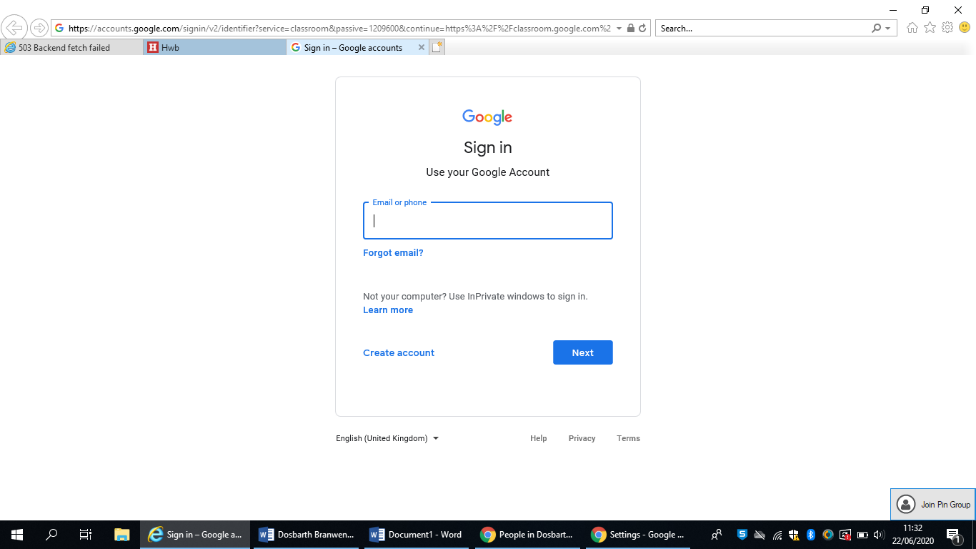 https://accounts.google.com/signin/v2/identifier?service=classroom&passive=1209600&continue=https%3A%2F%2Fclassroom.google.com%2
Search...
503 Backend fetch failed
H Hwb
Sign in – Google accounts
Google
Sign in
Use your Google Account
Email or phone
Forgot email?
Not your computer? Use InPrivate windows to sign in.
Learn more
Create account
Next
English (United Kingdom)
Help
Privacy
Terms
Join Pin Group
Sign in – Google a...
Dosbarth Branwen...
Document1 - Word
People in Dosbart...
Settings - Google ...
11:32
22/06/2020
1